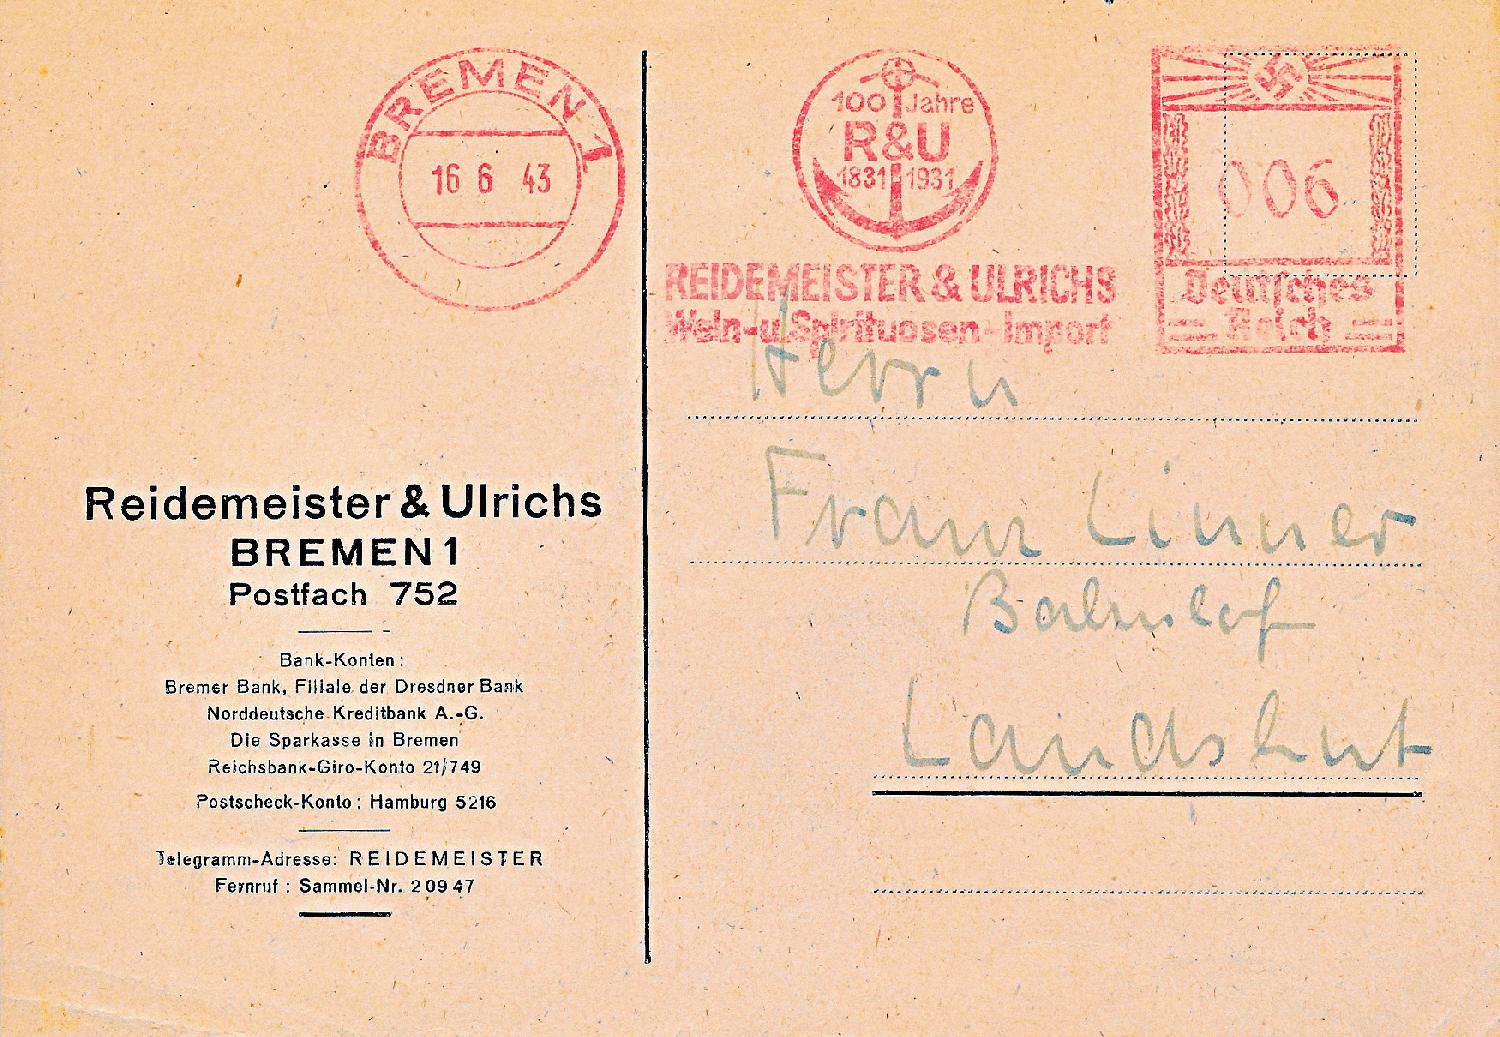 BREMEN 1
16 6 43
100 Jahre
R&U
1831 1931
REIDEMEISTER & ULRICHS
Wein-u.Spirituosen-Import
006
Deutsches
Reich
Herrn
Franz Linner
Bahnhof
Landshut
Reidemeister & Ulrichs
BREMEN 1
Postfach 752
Bank-Konten:
Bremer Bank, Filiale der Dresdner Bank
Norddeutsche Kreditbank A.-G.
Die Sparkasse in Bremen
Reichsbank-Giro-Konto 21/749
Postscheck-Konto: Hamburg 5216
Telegramm-Adresse: REIDEMEISTER
Fernruf: Sammel-Nr. 2 09 47